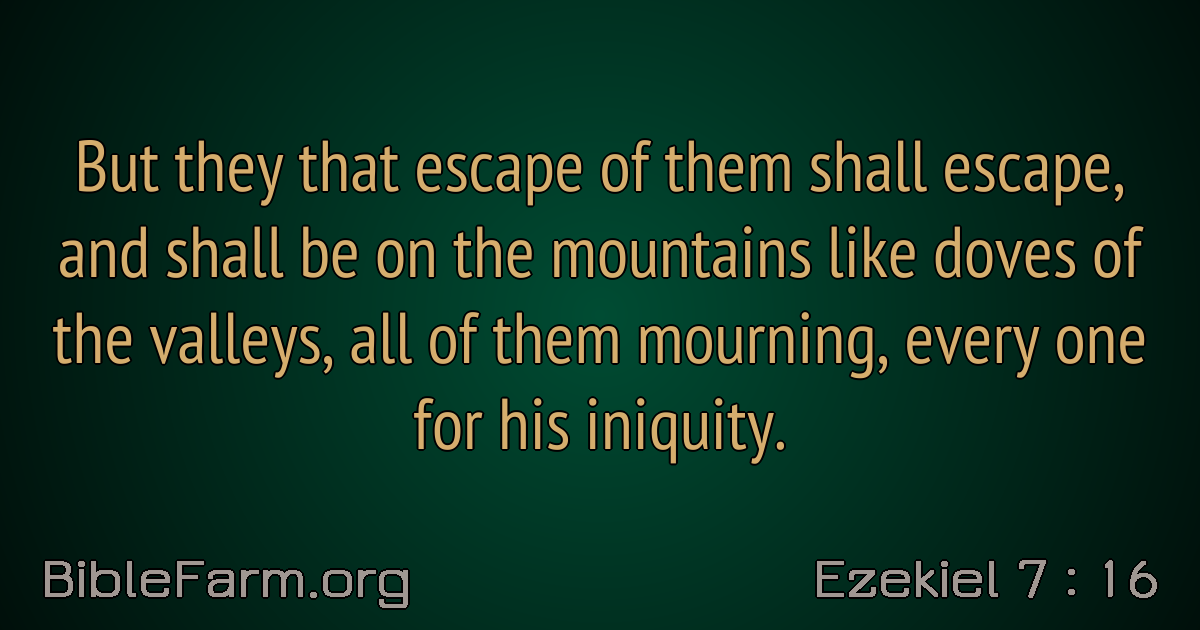 But they that escape of them shall escape,
and shall be on the mountains like doves of
the valleys, all of them mourning, every one
for his iniquity.
BibleFarm.org
Ezekiel 7 : 16